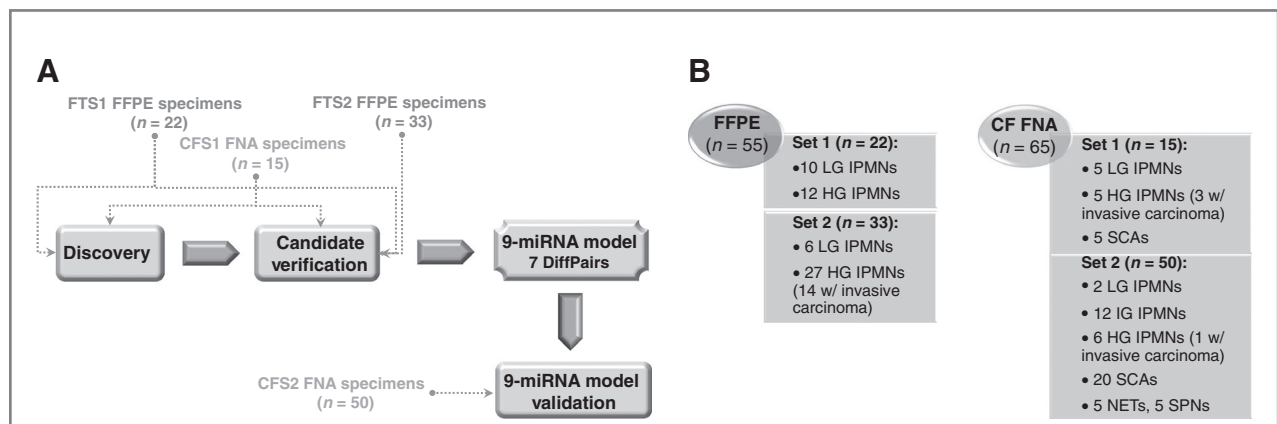 A
FTS1 FFPE specimens
(n = 22)
FTS2 FFPE specimens
(n = 33)
CFS1 FNA specimens
(n = 15)
Discovery
Candidate
verification
9-miRNA model
7 DiffPairs
CFS2 FNA specimens
(n = 50)
9-miRNA model
validation
B
FFPE
(n = 55)
Set 1 (n = 22):
•10 LG IPMNs
•12 HG IPMNs
Set 2 (n = 33):
• 6 LG IPMNs
• 27 HG IPMNs
(14 w/ invasive
carcinoma)
CF FNA
(n = 65)
Set 1 (n = 15):
• 5 LG IPMNs
• 5 HG IPMNs (3 w/
invasive carcinoma)
• 5 SCAs
Set 2 (n = 50):
• 2 LG IPMNs
• 12 IG IPMNs
• 6 HG IPMNs (1 w/
invasive carcinoma)
• 20 SCAs
• 5 NETs, 5 SPNs